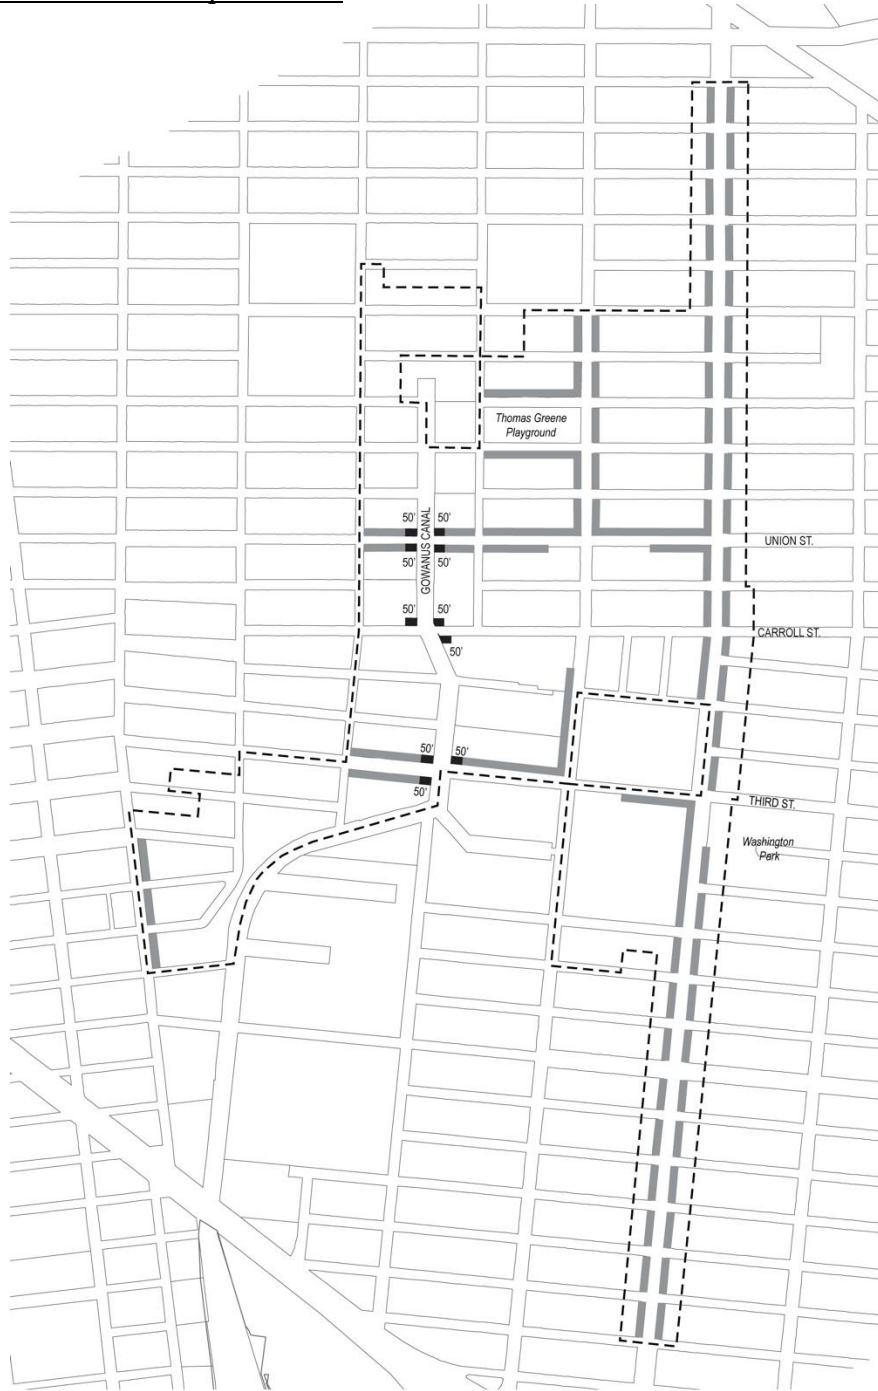 Thomas Greene
Playground
50' 50'
GOWANUS CANAL
UNION ST.
50' 50'
50' 50'
CARROLL ST.
50'
50' 50'
50'
THIRD ST.
Washington
Park